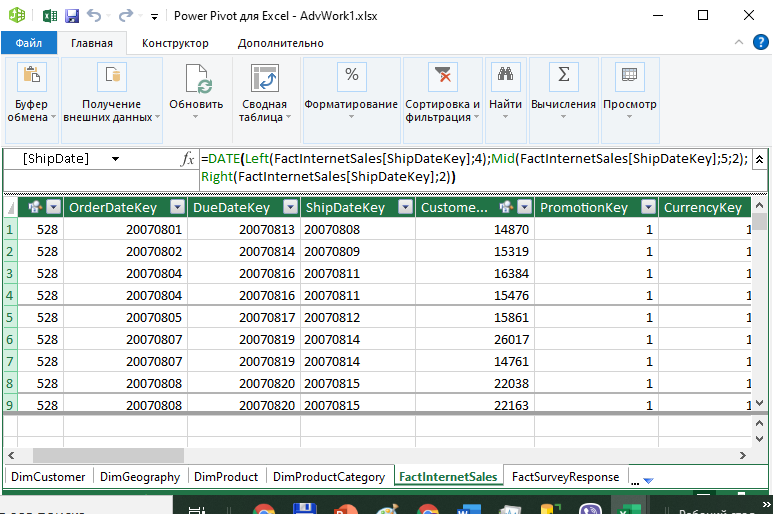 Power Pivot для Excel - AdvWork1.xlsx
Файл Главная Конструктор Дополнительно
Буфер обмена
Получение внешних данных
Обновить
Сводная таблица
Форматирование
Сортировка и фильтрация
Найти
Вычисления
Просмотр
[ShipDate] fx =DATE(Left(FactInternetSales[ShipDateKey];4);Mid(FactInternetSales[ShipDateKey];5;2);
Right(FactInternetSales[ShipDateKey];2))
OrderDateKey DueDateKey ShipDateKey Custome... PromotionKey CurrencyKey
1 528 20070801 20070813 20070808 14870 1 1
2 528 20070802 20070814 20070809 15319 1 1
3 528 20070804 20070816 20070811 16384 1 1
4 528 20070804 20070816 20070811 15476 1 1
5 528 20070805 20070817 20070812 15861 1 1
6 528 20070807 20070819 20070814 26017 1 1
7 528 20070807 20070819 20070814 14761 1 1
8 528 20070808 20070820 20070815 22038 1 1
9 528 20070808 20070820 20070815 22163 1 1
DimCustomer DimGeography DimProduct DimProductCategory FactInternetSales FactSurveyResponse ...